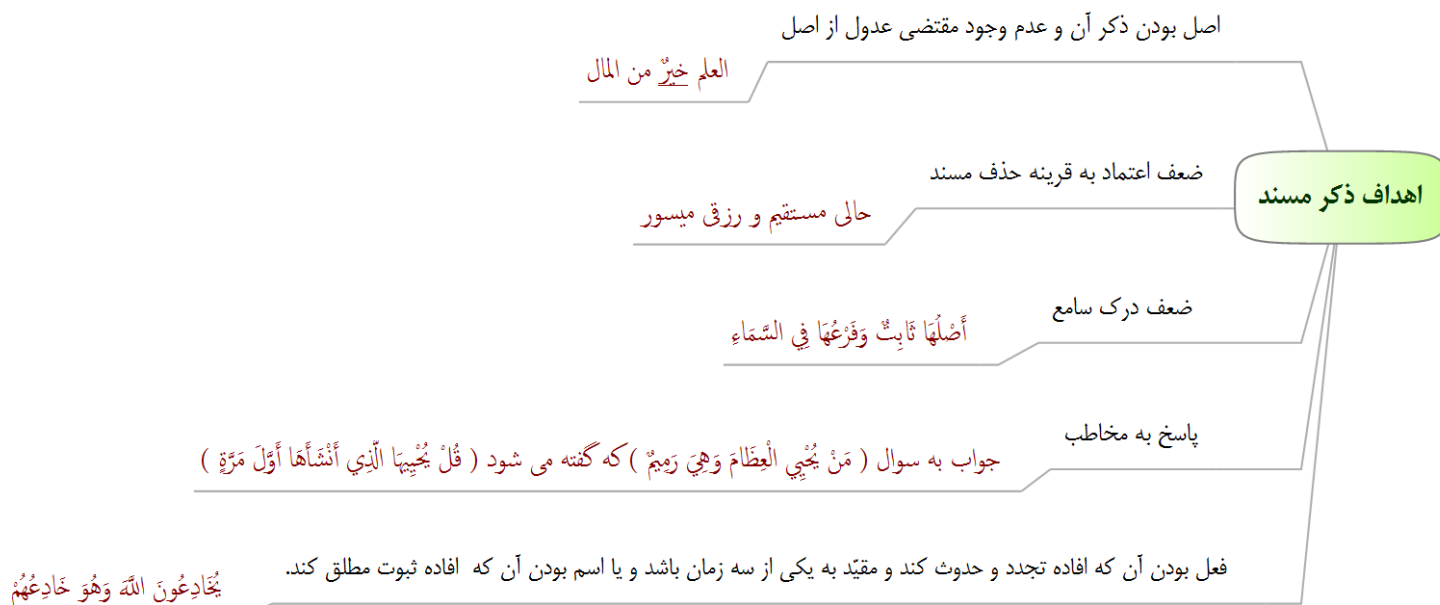 اهداف ذکر مسند
اصل بودن ذکر آن و عدم وجود مقتضی عدول از اصل
العلم خیرٌ من المال
ضعف اعتماد به قرینه حذف مسند
حالی مستقیم و رزقی میسور
ضعف درک سامع
أَصْلُهَا ثَابِتٌ وَفَرْعُهَا فِي السَّمَاءِ
پاسخ به مخاطب
جواب به سوال ( مَنْ يُحْيِي الْعِظَامَ وَهِيَ رَمِيمٌ ) که گفته می شود ( قُلْ يُحْيِيهَا الَّذِي أَنْشَأَهَا أَوَّلَ مَرَّةٍ )
فعل بودن آن که افاده تجدد و حدوث کند و مقیّد به یکی از سه زمان باشد و یا اسم بودن آن که افاده ثبوت مطلق کند.
يُخَادِعُونَ اللَّهَ وَهُوَ خَادِعُهُمْ